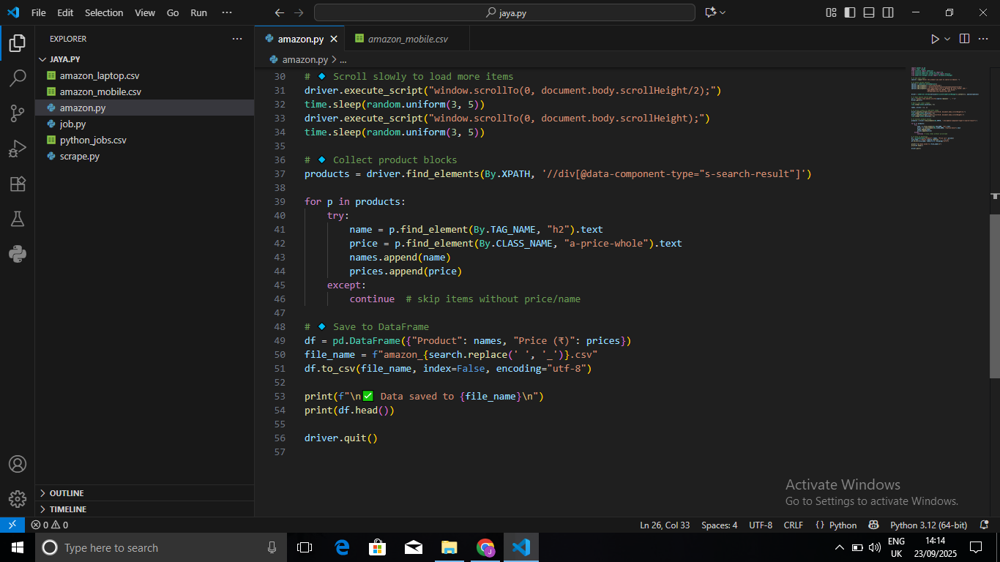 File Edit Selection View Go Run ···
jaya.py
EXPLORER ···
JAYA.PY
amazon_laptop.csv
amazon_mobile.csv
amazon.py
job.py
python_jobs.csv
scrape.py
OUTLINE
TIMELINE
amazon.py
amazon_mobile.csv
amazon.py > ...
30 # 🔹 Scroll slowly to load more items
31 driver.execute_script("window.scrollTo(0, document.body.scrollHeight/2);")
32 time.sleep(random.uniform(3, 5))
33 driver.execute_script("window.scrollTo(0, document.body.scrollHeight);")
34 time.sleep(random.uniform(3, 5))
35
36 # 🔹 Collect product blocks
37 products = driver.find_elements(By.XPATH, '//div[@data-component-type="s-search-result"]')
38
39 for p in products:
40     try:
41         name = p.find_element(By.TAG_NAME, "h2").text
42         price = p.find_element(By.CLASS_NAME, "a-price-whole").text
43         names.append(name)
44         prices.append(price)
45     except:
46         continue  # skip items without price/name
47
48 # 🔹 Save to DataFrame
49 df = pd.DataFrame({"Product": names, "Price (₹)": prices})
50 file_name = f"amazon_{search.replace(' ', '_')}.csv"
51 df.to_csv(file_name, index=False, encoding="utf-8")
52
53 print(f"\n✅ Data saved to {file_name}\n")
54 print(df.head())
55
56 driver.quit()
57
Activate Windows
Go to Settings to activate Windows.
0 0
Ln 26, Col 33 Spaces: 4 UTF-8 CRLF {} Python Python 3.12 (64-bit)
Type here to search
ENG
UK
14:14
23/09/2025